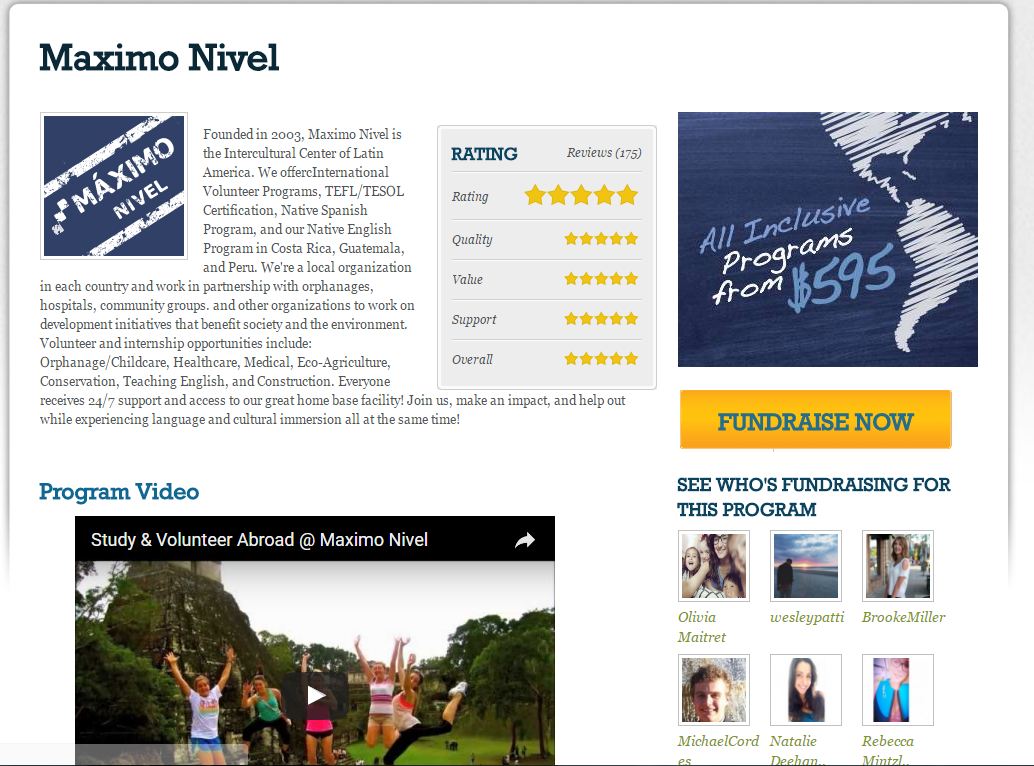 Maximo Nivel
MÁXIMO
NIVEL
Founded in 2003, Maximo Nivel is
the Intercultural Center of Latin
America. We offercInternational
Volunteer Programs, TEFL/TESOL
Certification, Native Spanish
Program, and our Native English
Program in Costa Rica, Guatemala,
and Peru. We're a local organization
in each country and work in partnership with orphanages,
hospitals, community groups. and other organizations to work on
development initiatives that benefit society and the environment.
Volunteer and internship opportunities include:
Orphanage/Childcare, Healthcare, Medical, Eco-Agriculture,
Conservation, Teaching English, and Construction. Everyone
receives 24/7 support and access to our great home base facility! Join us, make an impact, and help out
while experiencing language and cultural immersion all at the same time!
RATING Reviews (175)
Rating
Quality
Value
Support
Overall
All Inclusive
Programs
from $595
FUNDRAISE NOW
Program Video
Study & Volunteer Abroad @ Maximo Nivel
SEE WHO'S FUNDRAISING FOR
THIS PROGRAM
Olivia
Maitret
wesleypatti
BrookeMiller
MichaelCord
es
Natalie
Deehan..
Rebecca
Mintzl..